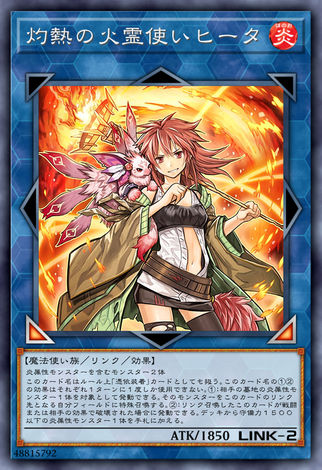 灼熱の火霊使いヒータ
ほのお
炎
【魔法使い族／リンク／効果】
炎属性モンスターを含むモンスター2体
このカード名はルール上「憑依装着」カードとしても扱う。このカード名の①②
の効果はそれぞれ1ターンに1度しか使用できない。①：相手の墓地の炎属性モ
ンスター1体を対象として発動できる。そのモンスターをこのカードのリンク
先となる自分フィールドに特殊召喚する。②：リンク召喚したこのカードが戦闘
または相手の効果で破壊された場合に発動できる。デッキから守備力1500
以下の炎属性モンスター1体を手札に加える。
ATK/1850 LINK-2
48815792